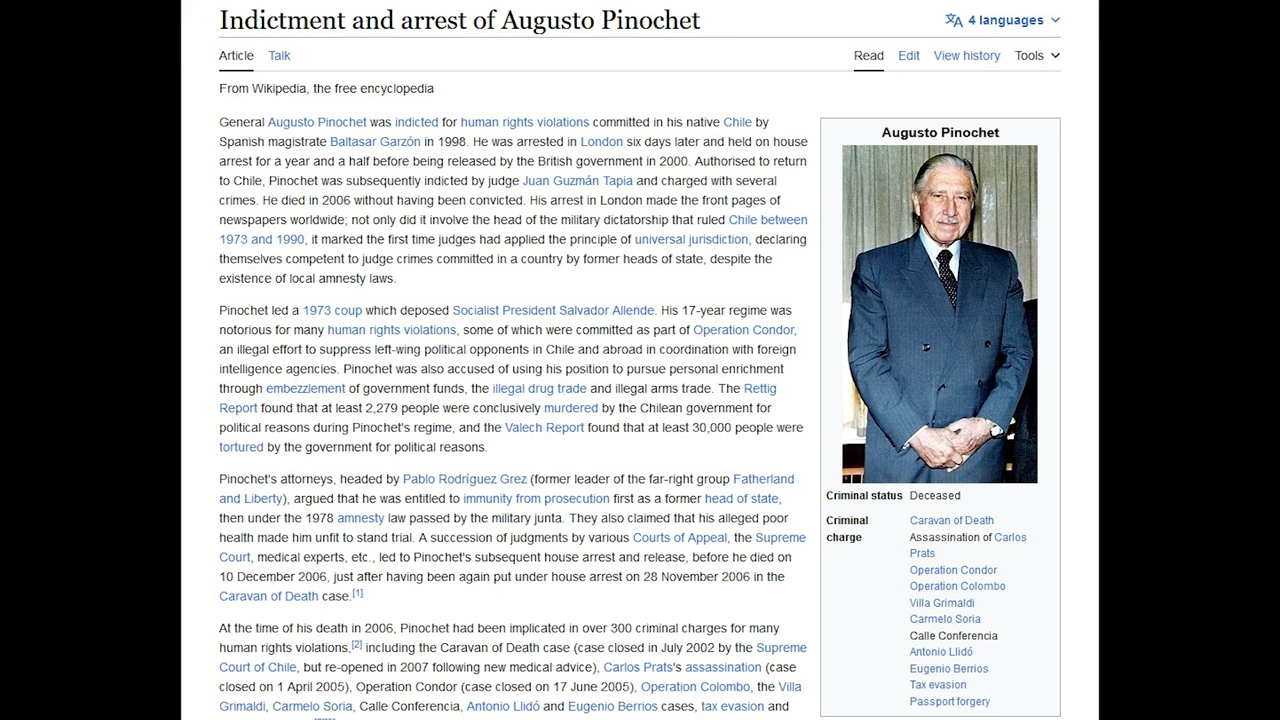 Indictment and arrest of Augusto Pinochet
4 languages
Article Talk
Read Edit View history Tools
From Wikipedia, the free encyclopedia
General Augusto Pinochet was indicted for human rights violations committed in his native Chile by
Spanish magistrate Baltasar Garzón in 1998. He was arrested in London six days later and held on house
arrest for a year and a half before being released by the British government in 2000. Authorised to return
to Chile, Pinochet was subsequently indicted by judge Juan Guzmán Tapia and charged with several
crimes. He died in 2006 without having been convicted. His arrest in London made the front pages of
newspapers worldwide; not only did it involve the head of the military dictatorship that ruled Chile between
1973 and 1990, it marked the first time judges had applied the principle of universal jurisdiction, declaring
themselves competent to judge crimes committed in a country by former heads of state, despite the
existence of local amnesty laws.
Pinochet led a 1973 coup which deposed Socialist President Salvador Allende. His 17-year regime was
notorious for many human rights violations, some of which were committed as part of Operation Condor,
an illegal effort to suppress left-wing political opponents in Chile and abroad in coordination with foreign
intelligence agencies. Pinochet was also accused of using his position to pursue personal enrichment
through embezzlement of government funds, the illegal drug trade and illegal arms trade. The Rettig
Report found that at least 2,279 people were conclusively murdered by the Chilean government for
political reasons during Pinochet's regime, and the Valech Report found that at least 30,000 people were
tortured by the government for political reasons.
Pinochet's attorneys, headed by Pablo Rodríguez Grez (former leader of the far-right group Fatherland
and Liberty), argued that he was entitled to immunity from prosecution first as a former head of state,
then under the 1978 amnesty law passed by the military junta. They also claimed that his alleged poor
health made him unfit to stand trial. A succession of judgments by various Courts of Appeal, the Supreme
Court, medical experts, etc., led to Pinochet's subsequent house arrest and release, before he died on
10 December 2006, just after having been again put under house arrest on 28 November 2006 in the
Caravan of Death case.[1]
At the time of his death in 2006, Pinochet had been implicated in over 300 criminal charges for many
human rights violations,[2] including the Caravan of Death case (case closed in July 2002 by the Supreme
Court of Chile, but re-opened in 2007 following new medical advice), Carlos Prats's assassination (case
closed on 1 April 2005), Operation Condor (case closed on 17 June 2005), Operation Colombo, the Villa
Grimaldi, Carmelo Soria, Calle Conferencia, Antonio Llidó and Eugenio Berrios cases, tax evasion and
Augusto Pinochet
Criminal status Deceased
Criminal charge Caravan of Death
Assassination of Carlos
Prats
Operation Condor
Operation Colombo
Villa Grimaldi
Carmelo Soria
Calle Conferencia
Antonio Llidó
Eugenio Berrios
Tax evasion
Passport forgery